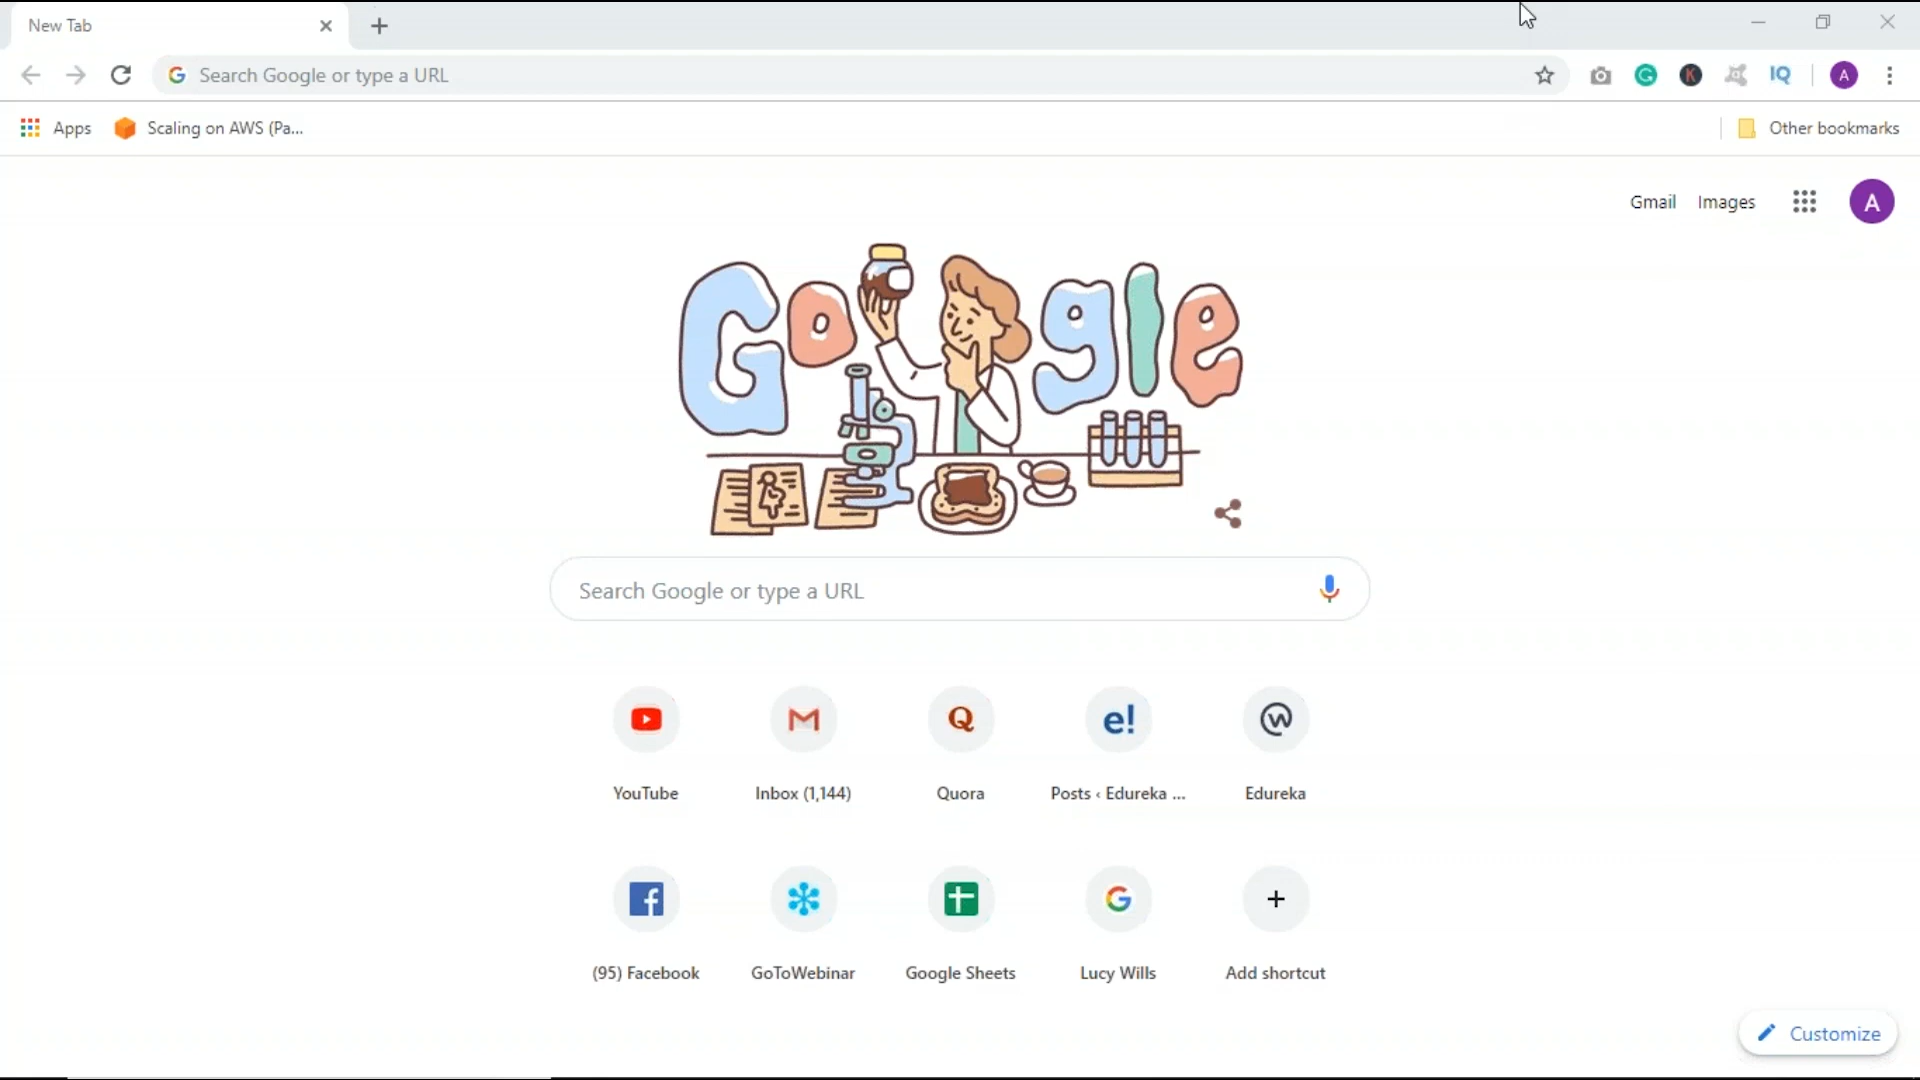 New Tab
Search Google or type a URL
K
IQ
A
Apps
Scaling on AWS (Pa...
Other bookmarks
Gmail
Images
A
Google
Search Google or type a URL
Q
e!
YouTube
Inbox (1,144)
Quora
Posts ‹ Edureka ...
Edureka
(95) Facebook
GoToWebinar
Google Sheets
Lucy Wills
Add shortcut
Customize